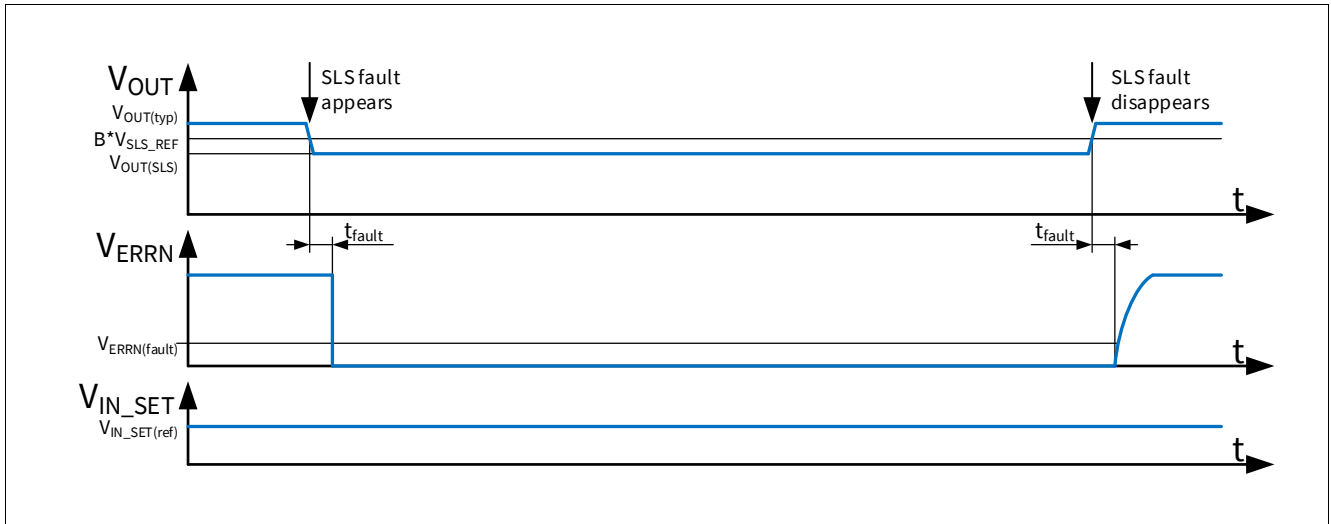 V_OUT
SLS fault
appears
SLS fault
disappears
V_OUT(typ)
B*V_SLS_REF
V_OUT(SLS)
t
V_ERRN
t_fault
t_fault
V_ERRN(fault)
t
V_IN_SET
V_IN_SET(ref)
t